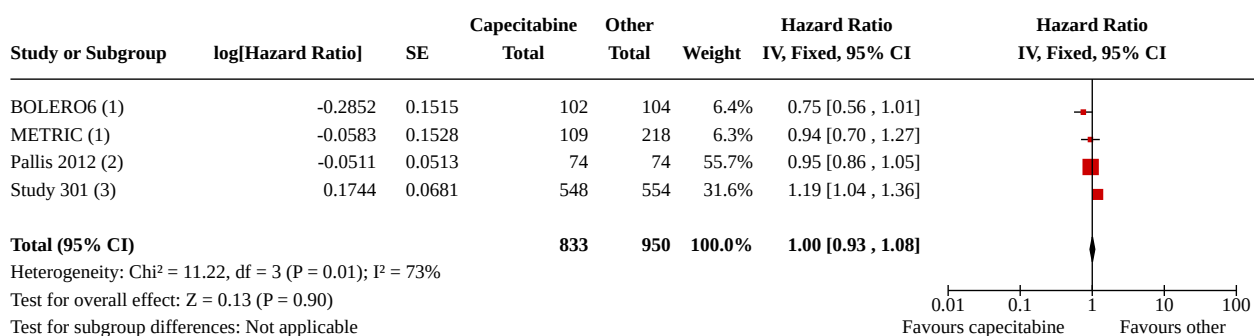 Capecitabine Other Hazard Ratio Hazard Ratio
Study or Subgroup log[Hazard Ratio] SE Total Total Weight IV, Fixed, 95% CI IV, Fixed, 95% CI
BOLERO6 (1) -0.2852 0.1515 102 104 6.4% 0.75 [0.56 , 1.01]
METRIC (1) -0.0583 0.1528 109 218 6.3% 0.94 [0.70 , 1.27]
Pallis 2012 (2) -0.0511 0.0513 74 74 55.7% 0.95 [0.86 , 1.05]
Study 301 (3) 0.1744 0.0681 548 554 31.6% 1.19 [1.04 , 1.36]
Total (95% CI) 833 950 100.0% 1.00 [0.93 , 1.08]
Heterogeneity: Chi² = 11.22, df = 3 (P = 0.01); I² = 73%
Test for overall effect: Z = 0.13 (P = 0.90)
0.01 0.1 1 10 100
Test for subgroup differences: Not applicable Favours capecitabine Favours other